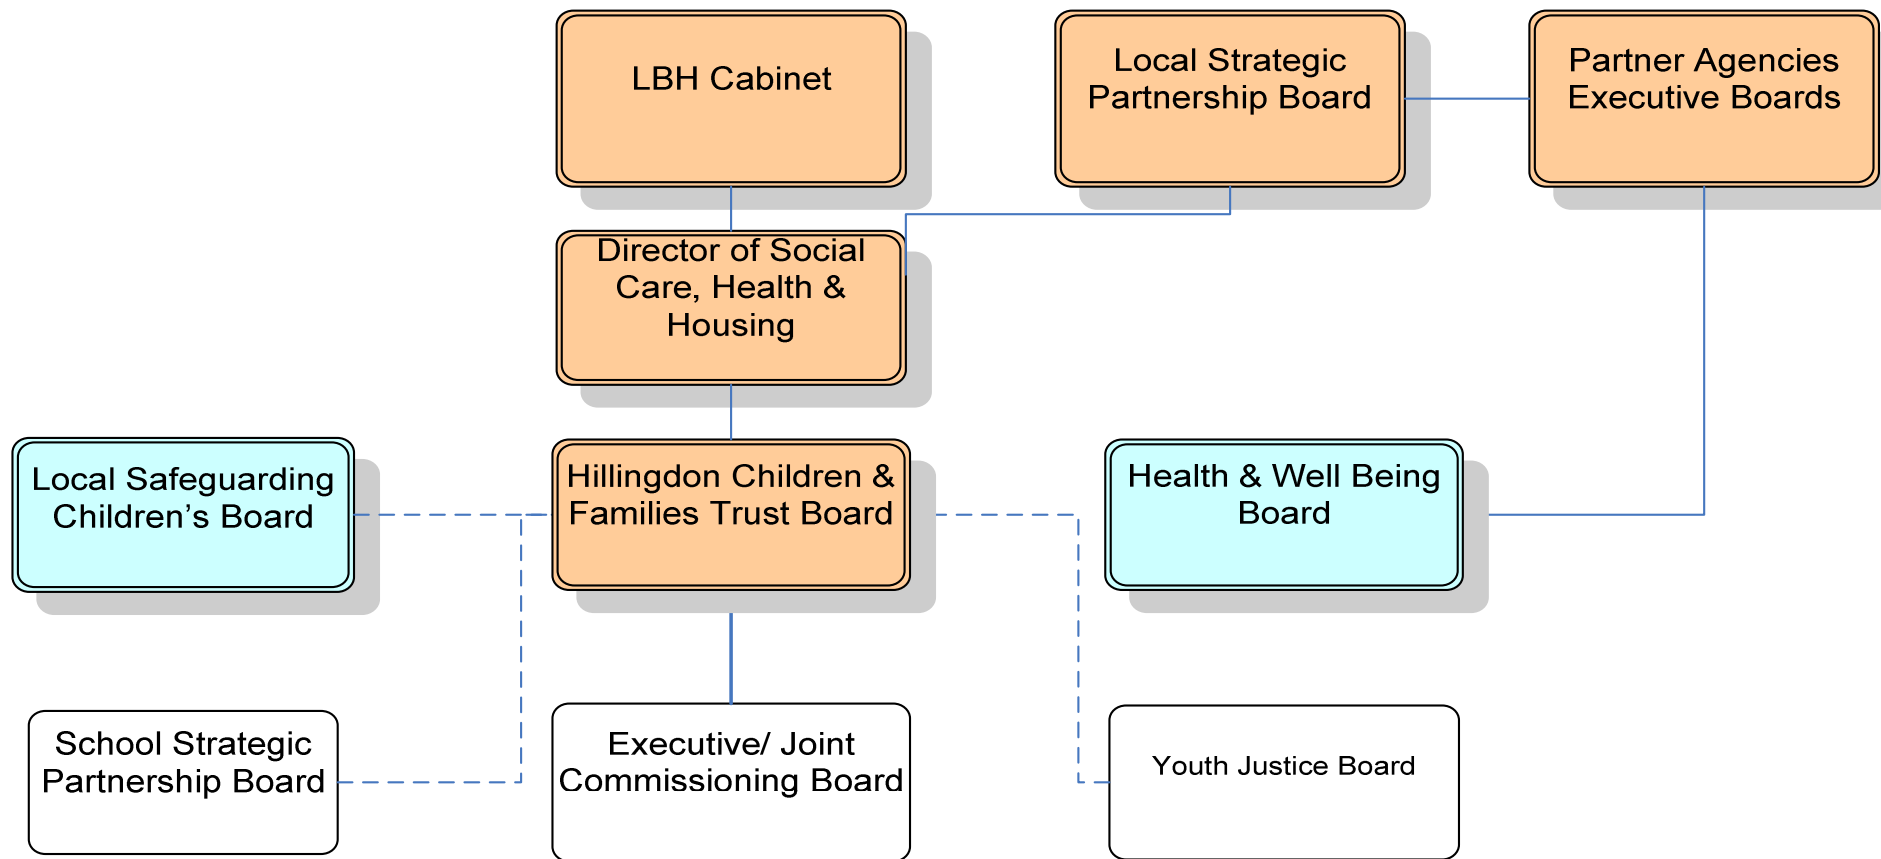 LBH Cabinet
Local Strategic
Partnership Board
Partner Agencies
Executive Boards
Director of Social
Care, Health &
Housing
Local Safeguarding
Children’s Board
Hillingdon Children &
Families Trust Board
Health & Well Being
Board
School Strategic
Partnership Board
Executive/ Joint
Commissioning Board
Youth Justice Board